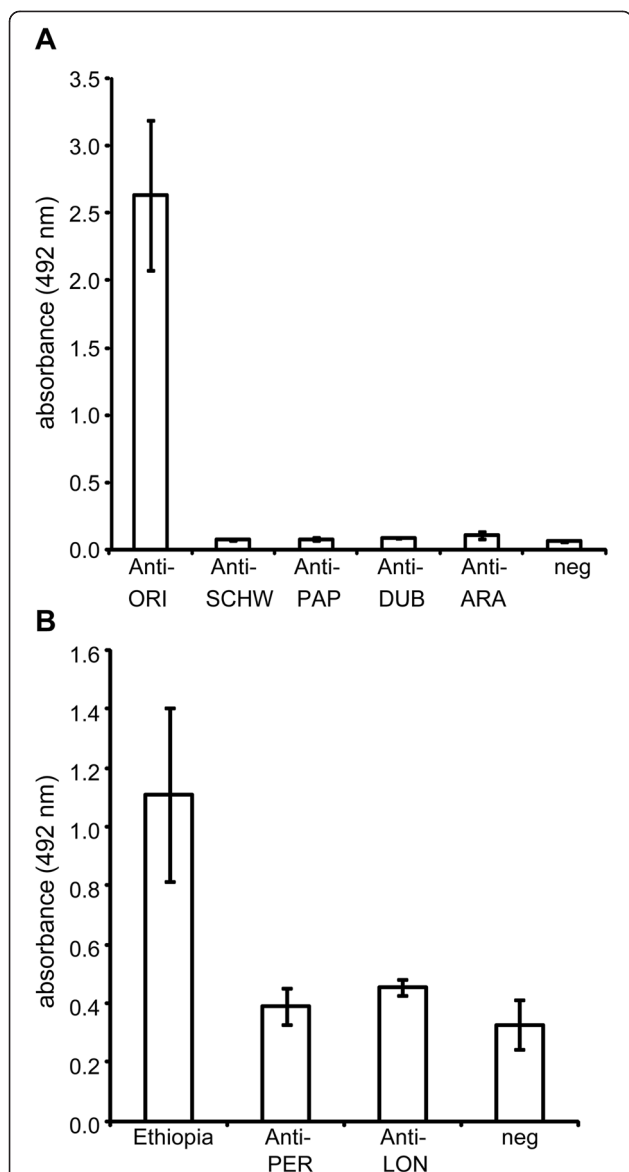 A
3.5
3.0
2.5
2.0
1.5
1.0
0.5
0.0
absorbance (492 nm)
Anti- Anti- Anti- Anti- Anti- neg
ORI SCHW PAP DUB ARA
B
1.6
1.4
1.2
1.0
0.8
0.6
0.4
0.2
0.0
absorbance (492 nm)
Ethiopia Anti- Anti- neg
PER LON